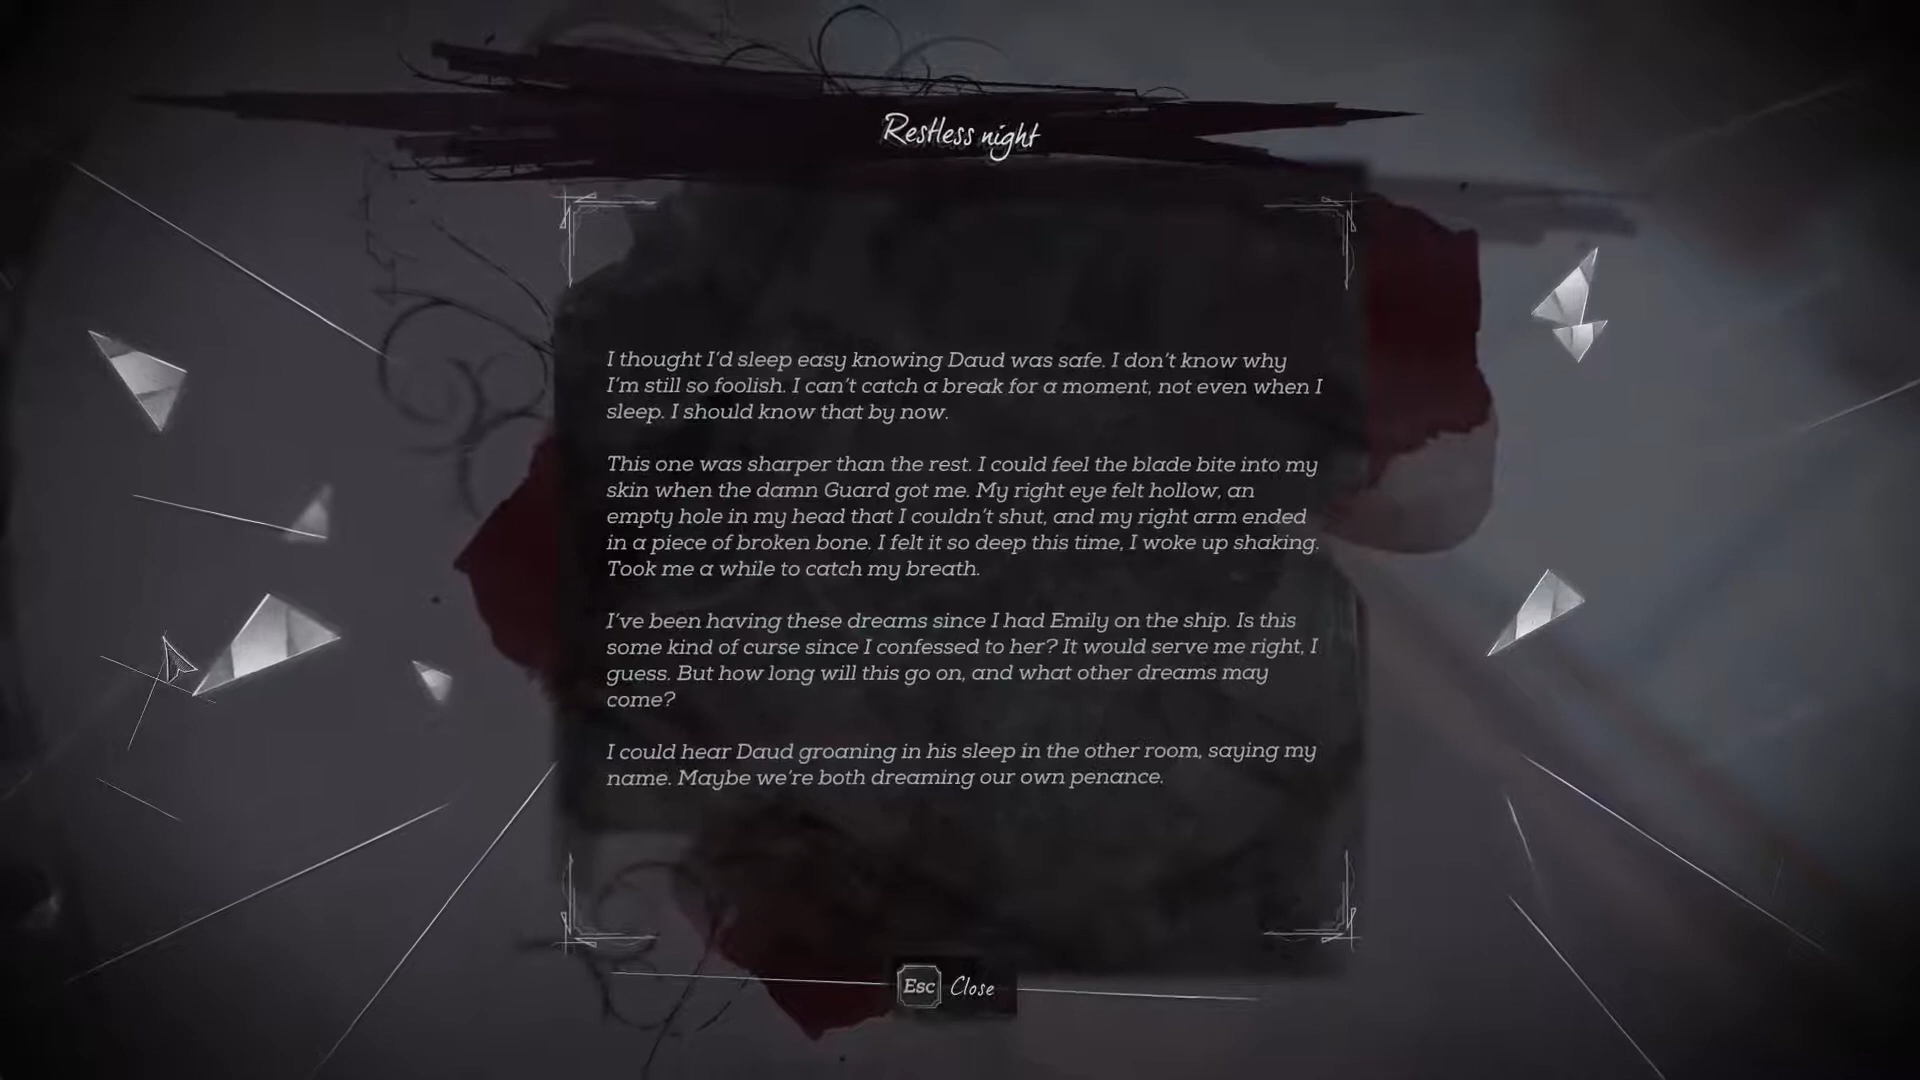 Restless night
I thought I'd sleep easy knowing Daud was safe. I don't know why
I'm still so foolish. I can't catch a break for a moment, not even when I
sleep. I should know that by now.
This one was sharper than the rest. I could feel the blade bite into my
skin when the damn Guard got me. My right eye felt hollow, an
empty hole in my head that I couldn't shut, and my right arm ended
in a piece of broken bone. I felt it so deep this time, I woke up shaking.
Took me a while to catch my breath.
I've been having these dreams since I had Emily on the ship. Is this
some kind of curse since I confessed to her? It would serve me right, I
guess. But how long will this go on, and what other dreams may
come?
I could hear Daud groaning in his sleep in the other room, saying my
name. Maybe we're both dreaming our own penance.
Esc Close